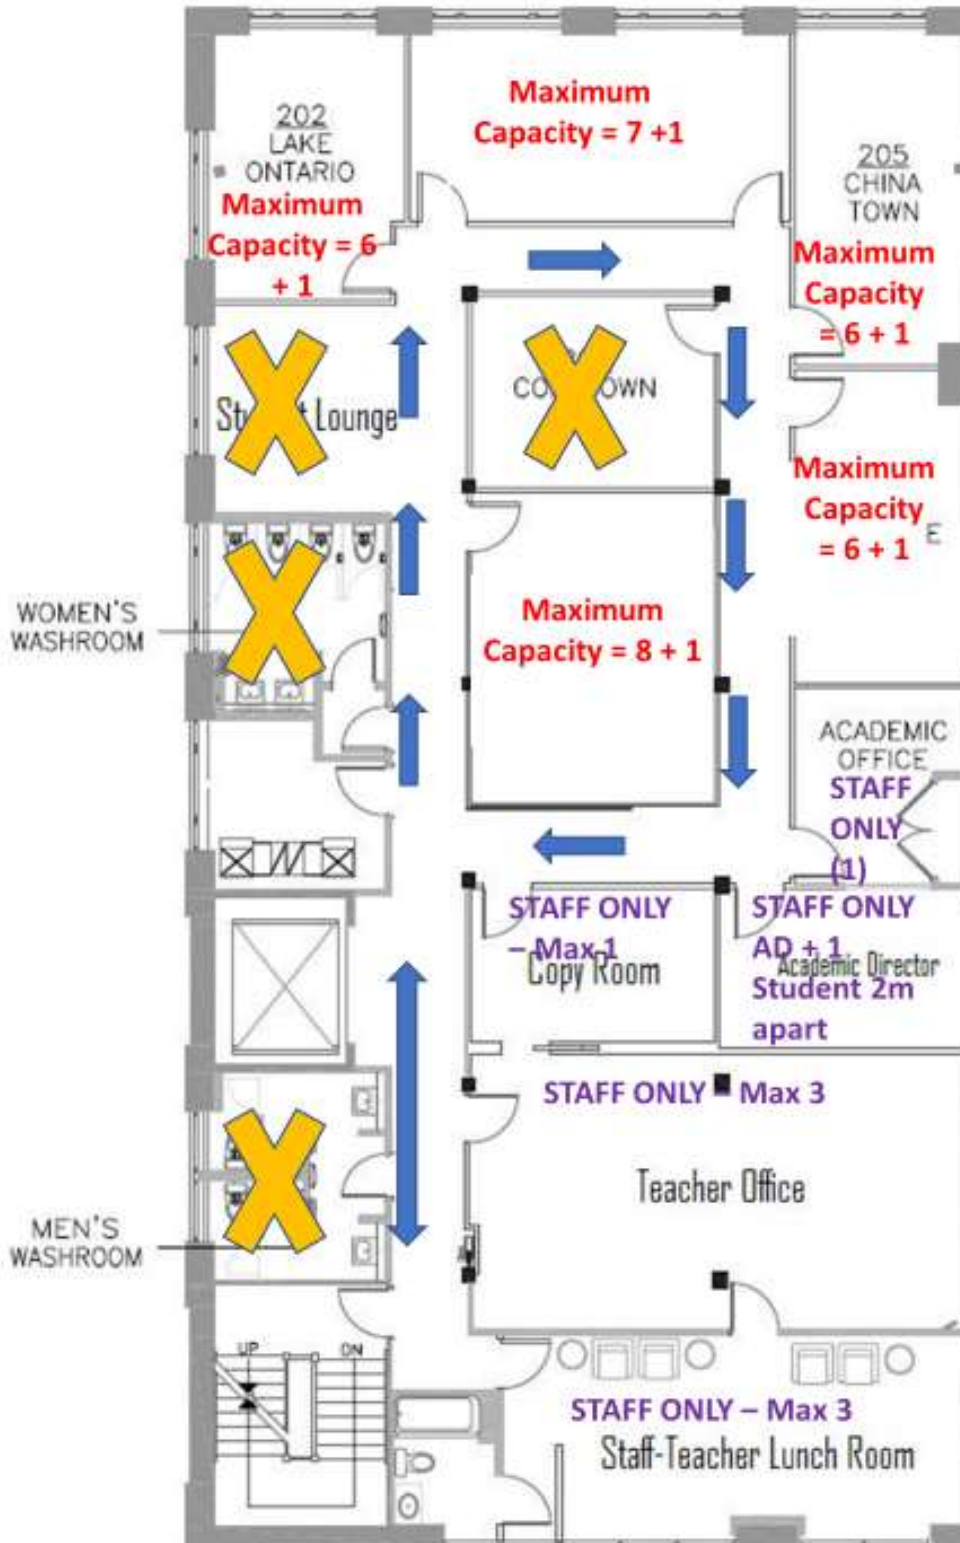 Maximum
Capacity = 7 +1
202
LAKE
ONTARIO
Maximum
Capacity = 6
+ 1
205
CHINA
TOWN
Maximum
Capacity
= 6 + 1
Lounge
OWN
Maximum
Capacity
= 6 + 1
E
WOMEN'S
WASHROOM
Maximum
Capacity = 8 + 1
ACADEMIC
OFFICE
STAFF
ONLY
(1)
STAFF ONLY
– Max 1
Copy Room
STAFF ONLY
AD + 1
Academic Director
Student 2m
apart
STAFF ONLY – Max 3
Teacher Office
MEN'S
WASHROOM
UP
DN
STAFF ONLY – Max 3
Staff-Teacher Lunch Room